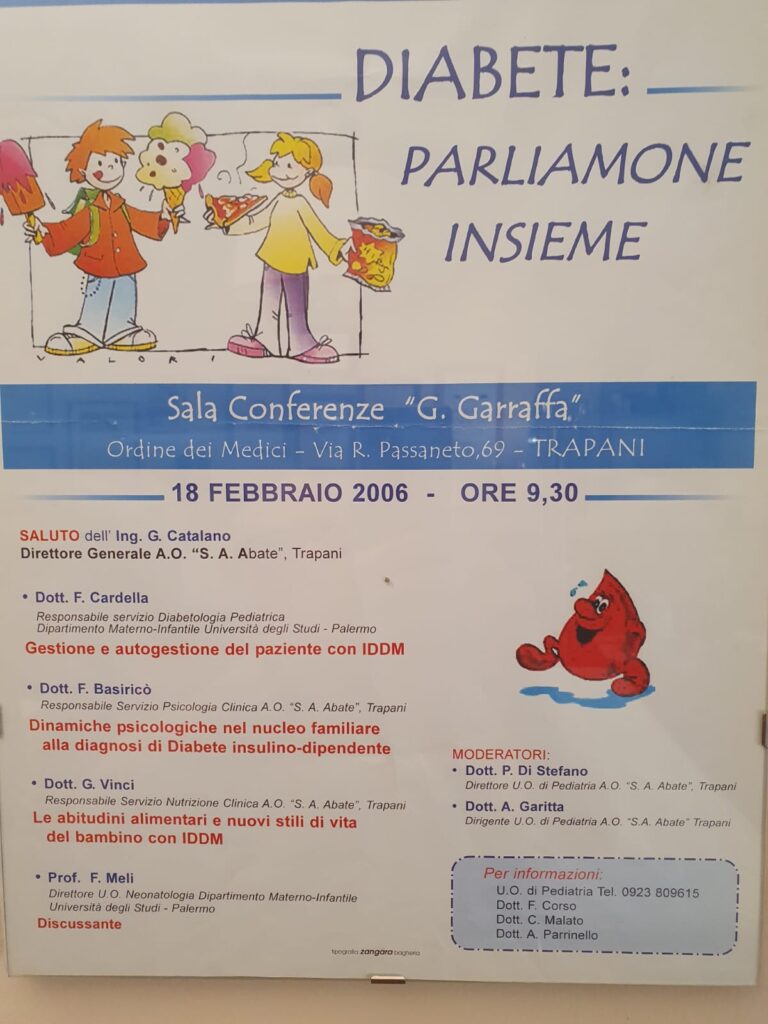 DIABETE:
PARLIAMONE
INSIEME
VALORI
Sala Conferenze "G. Garraffa"
Ordine dei Medici - Via R. Passaneto,69 - TRAPANI
18 FEBBRAIO 2006 - ORE 9,30
SALUTO dell' Ing. G. Catalano
Direttore Generale A.O. "S. A. Abate", Trapani
• Dott. F. Cardella
Responsabile servizio Diabetologia Pediatrica
Dipartimento Materno-Infantile Università degli Studi - Palermo
Gestione e autogestione del paziente con IDDM
• Dott. F. Basiricò
Responsabile Servizio Psicologia Clinica A.O. "S. A. Abate", Trapani
Dinamiche psicologiche nel nucleo familiare
alla diagnosi di Diabete insulino-dipendente
• Dott. G. Vinci
Responsabile Servizio Nutrizione Clinica A.O. "S. A. Abate", Trapani
Le abitudini alimentari e nuovi stili di vita
del bambino con IDDM
• Prof. F. Meli
Direttore U.O. Neonatologia Dipartimento Materno-Infantile
Università degli Studi - Palermo
Discussante
MODERATORI:
• Dott. P. Di Stefano
Direttore U.O. di Pediatria A.O. "S. A. Abate", Trapani
• Dott. A. Garitta
Dirigente U.O. di Pediatria A.O. "S.A. Abate" Trapani
Per informazioni:
U.O. di Pediatria Tel. 0923 809615
Dott. F. Corso
Dott. C. Malato
Dott. A. Parrinello
tipografia zangara bagheria